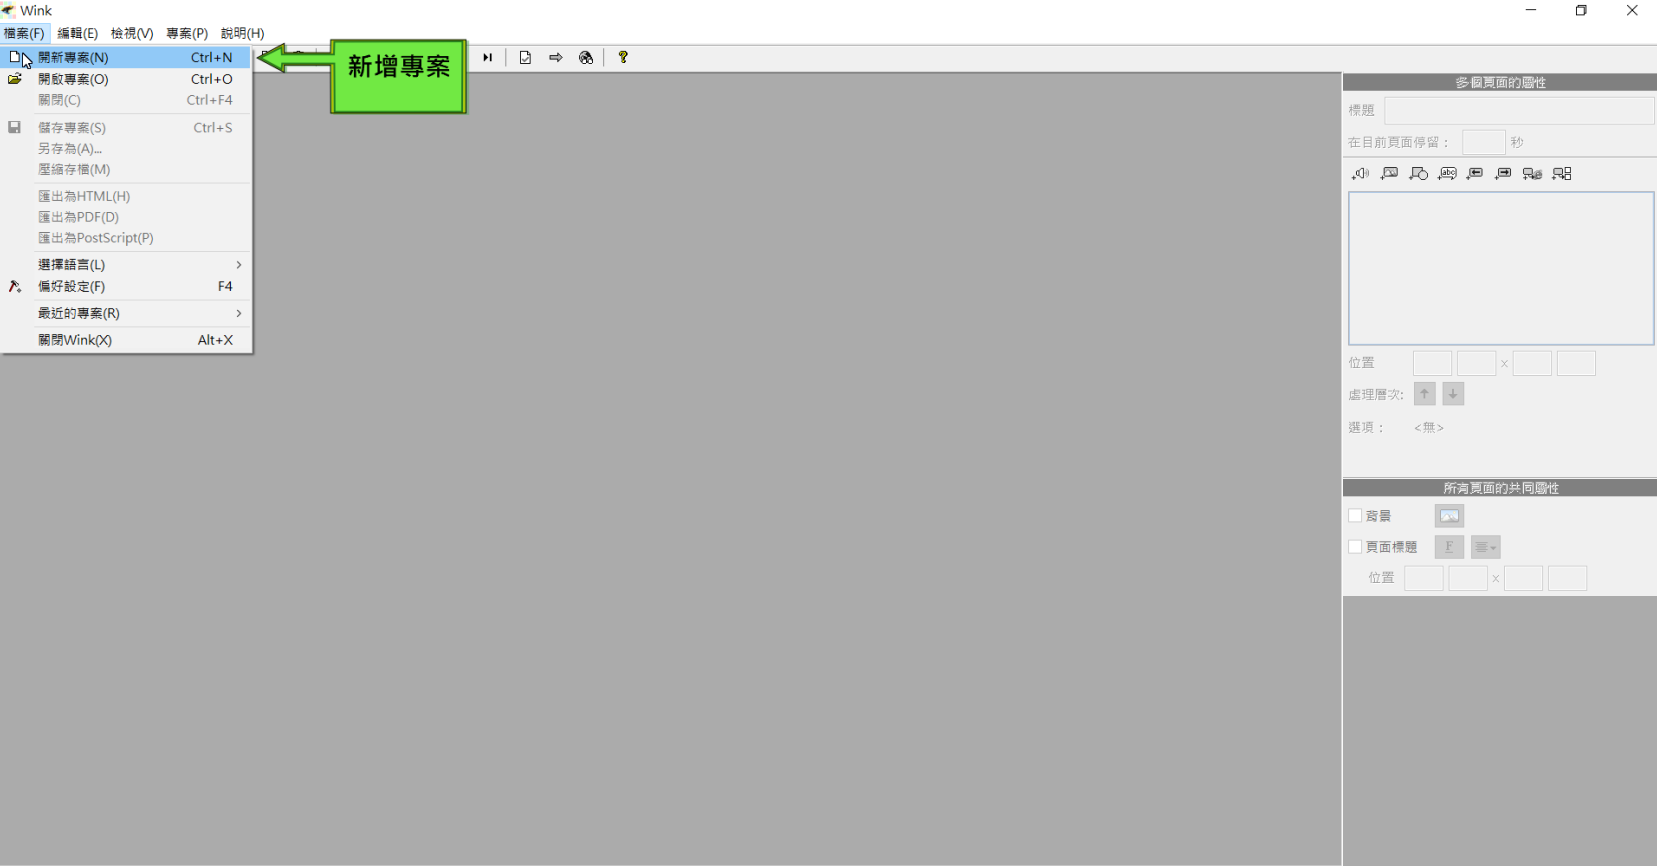 Wink
檔案(F) 編輯(E) 檢視(V) 專案(P) 說明(H)
開新專案(N) Ctrl+N
新增專案
開啟專案(O) Ctrl+O
關閉(C) Ctrl+F4
儲存專案(S) Ctrl+S
另存為(A)...
壓縮存檔(M)
匯出為HTML(H)
匯出為PDF(D)
匯出為PostScript(P)
選擇語言(L)
偏好設定(F) F4
最近的專案(R)
關閉Wink(X) Alt+X
多個頁面的屬性
標題
在目前頁面停留： 秒
abc
位置 x
處理層次:
選項： <無>
所有頁面的共同屬性
背景
頁面標題 F
位置 x